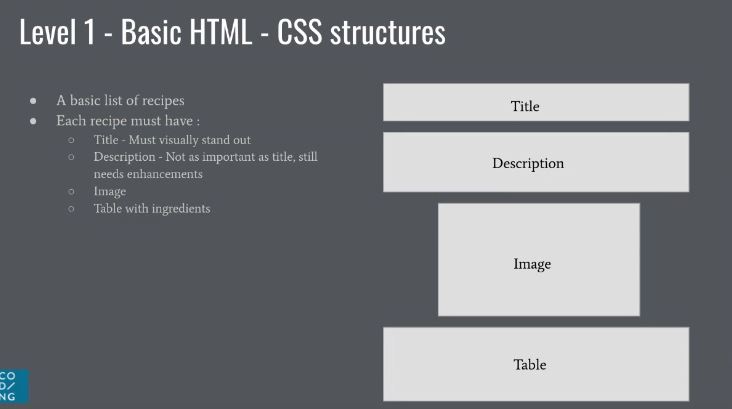 Level 1 - Basic HTML - CSS structures
● A basic list of recipes
● Each recipe must have :
○ Title - Must visually stand out
○ Description - Not as important as title, still
needs enhancements
○ Image
○ Table with ingredients
Title
Description
Image
Table
CO
D/
NG